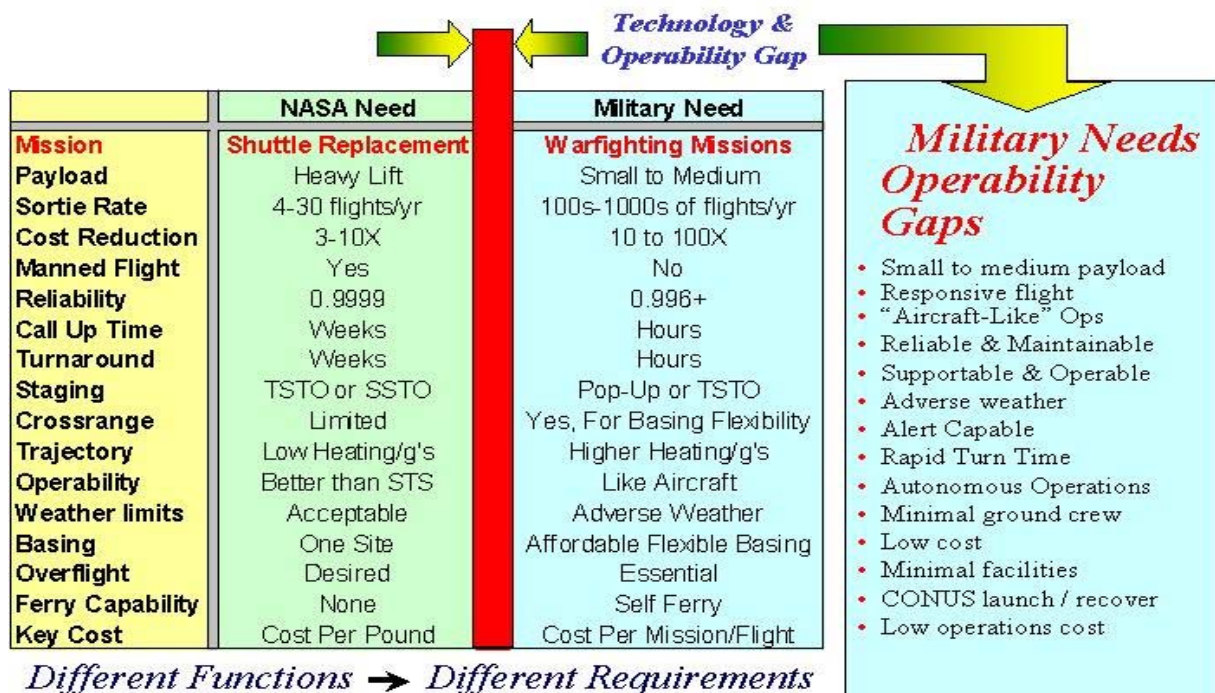 Technology &
Operability Gap
NASA Need Military Need
Mission Shuttle Replacement Warfighting Missions
Payload Heavy Lift Small to Medium
Sortie Rate 4-30 flights/yr 100s-1000s of flights/yr
Cost Reduction 3-10X 10 to 100X
Manned Flight Yes No
Reliability 0.9999 0.996+
Call Up Time Weeks Hours
Turnaround Weeks Hours
Staging TSTO or SSTO Pop-Up or TSTO
Crossrange Limited Yes, For Basing Flexibility
Trajectory Low Heating/g's Higher Heating/g's
Operability Better than STS Like Aircraft
Weather limits Acceptable Adverse Weather
Basing One Site Affordable Flexible Basing
Overflight Desired Essential
Ferry Capability None Self Ferry
Key Cost Cost Per Pound Cost Per Mission/Flight
Different Functions → Different Requirements
Military Needs
Operability
Gaps
• Small to medium payload
• Responsive flight
• “Aircraft-Like” Ops
• Reliable & Maintainable
• Supportable & Operable
• Adverse weather
• Alert Capable
• Rapid Turn Time
• Autonomous Operations
• Minimal ground crew
• Low cost
• Minimal facilities
• CONUS launch / recover
• Low operations cost